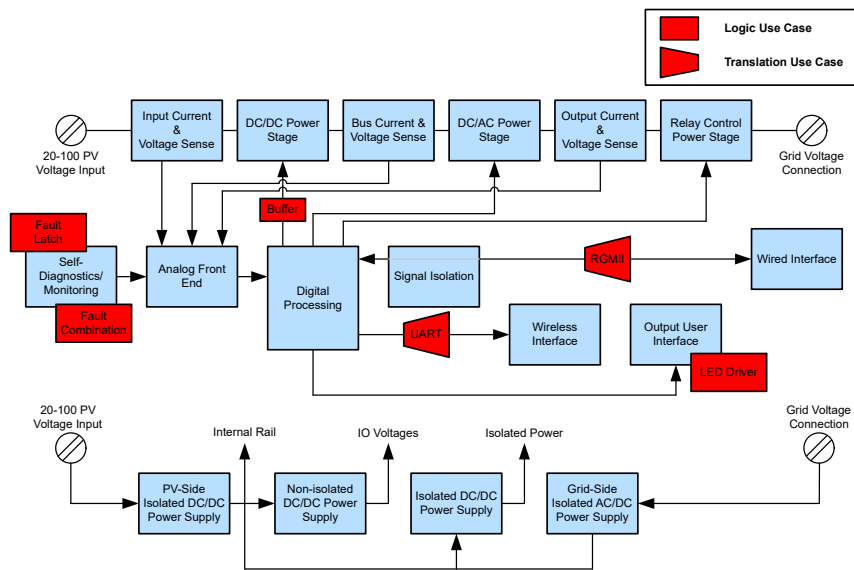 Logic Use Case
Translation Use Case
20-100 PV
Voltage Input
Input Current
&
Voltage Sense
DC/DC Power
Stage
Bus Current &
Voltage Sense
DC/AC Power
Stage
Output Current
&
Voltage Sense
Relay Control
Power Stage
Grid Voltage
Connection
Buffer
Fault
Latch
Self-
Diagnostics/
Monitoring
Fault
Combination
Analog Front
End
Digital
Processing
Signal Isolation
RGMII
Wired Interface
UART
Wireless
Interface
Output User
Interface
LED Driver
20-100 PV
Voltage Input
Internal Rail
IO Voltages
Isolated Power
Grid Voltage
Connection
PV-Side
Isolated DC/DC
Power Supply
Non-isolated
DC/DC Power
Supply
Isolated DC/DC
Power Supply
Grid-Side
Isolated AC/DC
Power Supply